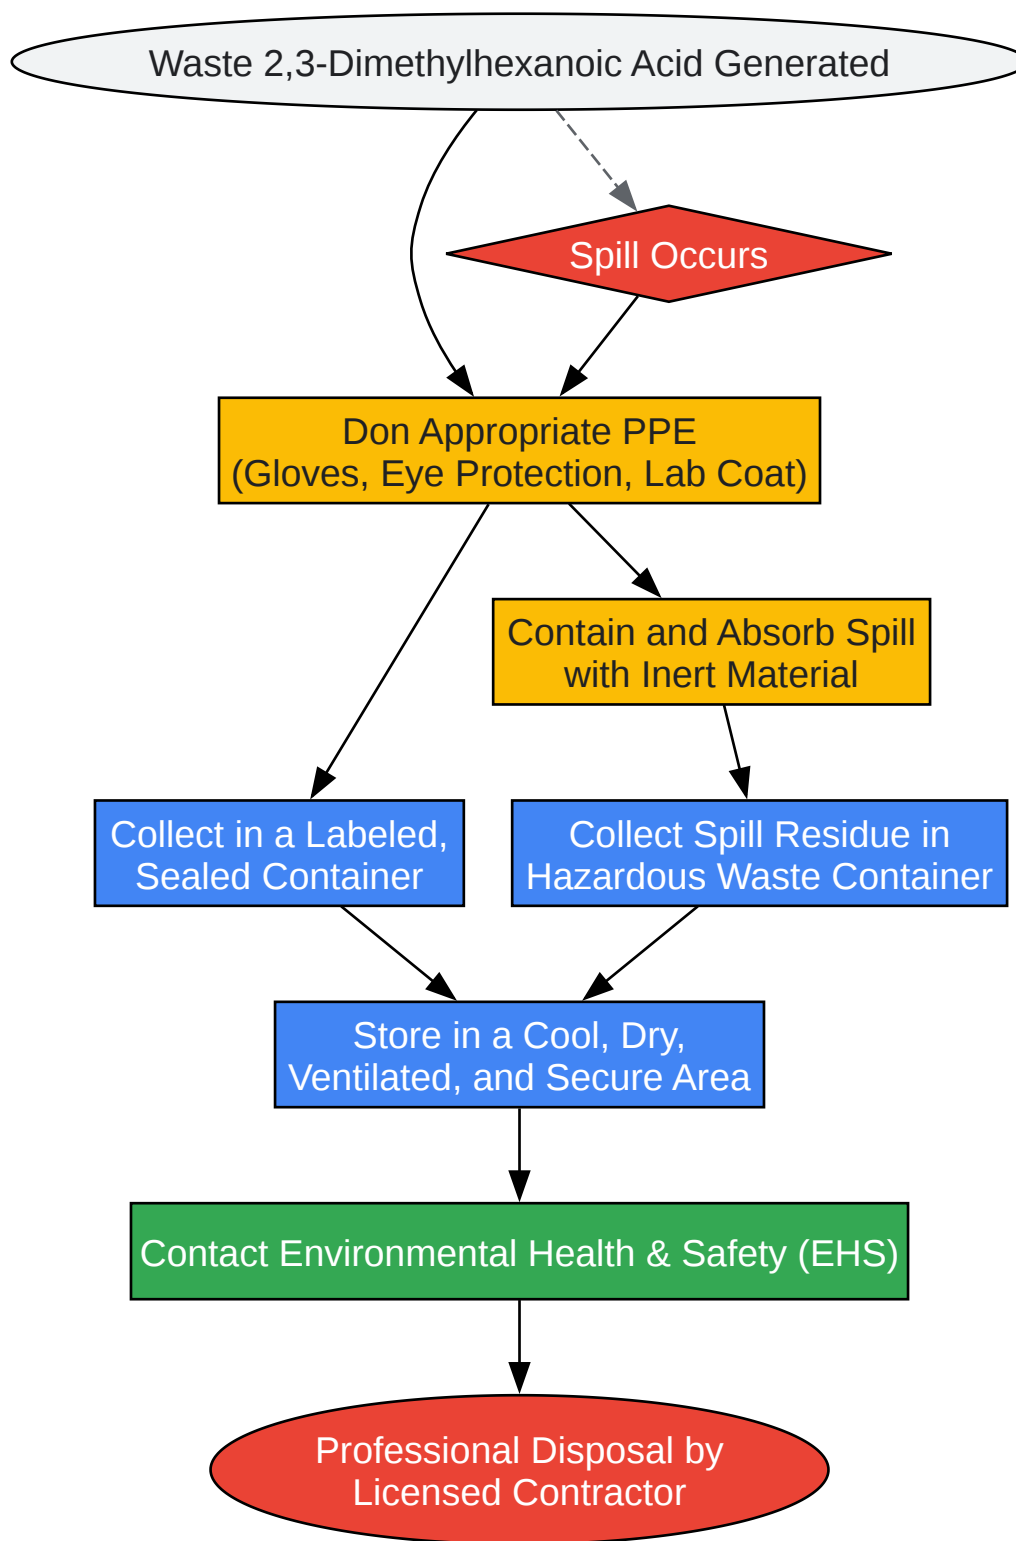 Waste 2,3-Dimethylhexanoic Acid Generated
Spill Occurs
Don Appropriate PPE
(Gloves, Eye Protection, Lab Coat)
Contain and Absorb Spill
with Inert Material
Collect in a Labeled,
Sealed Container
Collect Spill Residue in
Hazardous Waste Container
Store in a Cool, Dry,
Ventilated, and Secure Area
Contact Environmental Health & Safety (EHS)
Professional Disposal by
Licensed Contractor